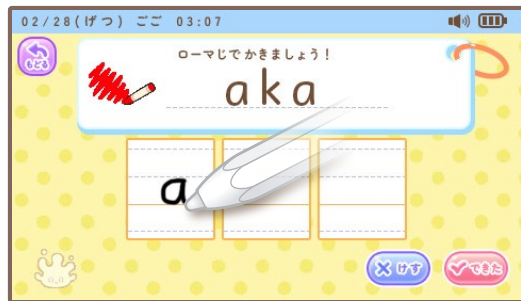 02/28(げつ) ごご 03:07
もどる
ローマじで かきましょう!
aka
a
けす
できた